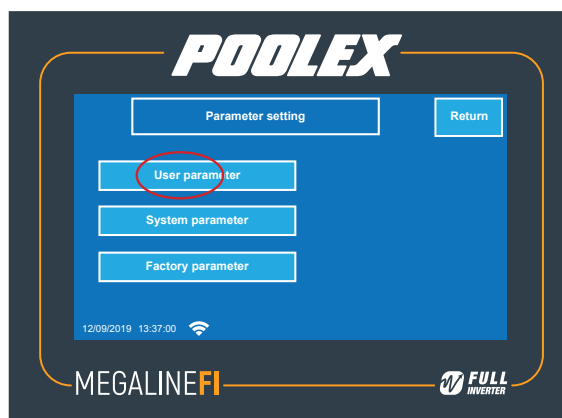 POOLEX
Parameter setting
Return
User parameter
System parameter
Factory parameter
12/09/2019 13:37:00
MEGALINEFI
FULL
INVERTER